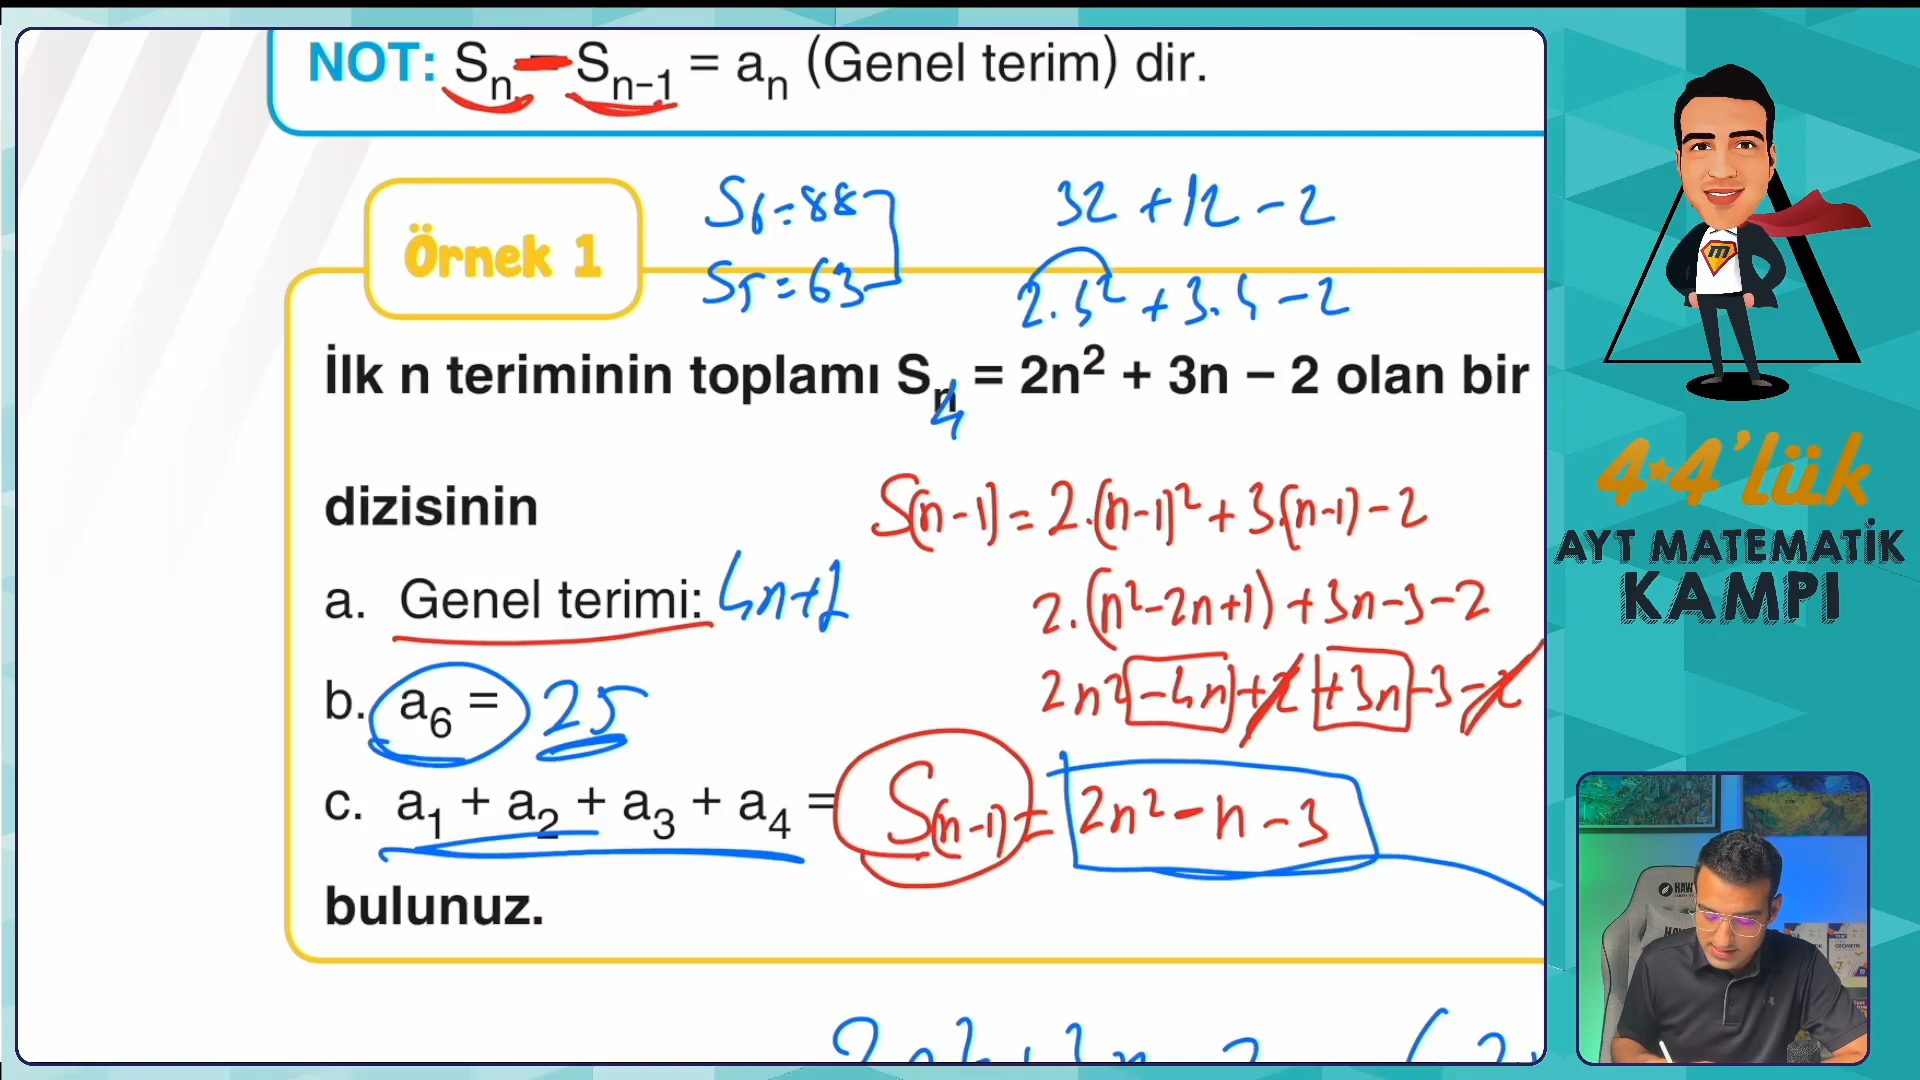 NOT: Sn - Sn-1 = an (Genel terim) dir.
S6 = 88
32 + 12 - 2
Örnek 1
S5 = 63
2.4² + 3.4 - 2
İlk n teriminin toplamı Sn = 2n² + 3n – 2 olan bir
4
dizisinin
S(n-1) = 2.(n-1)² + 3.(n-1) - 2
a. Genel terimi: 4n+1
2.(n²-2n+1) + 3n-3-2
b. a6 = 25
2n² -4n +2 +3n -3 -2
c. a1 + a2 + a3 + a4 =
S(n-1) = 2n² - n - 3
bulunuz.
4*4'lük
AYT MATEMATİK
KAMPI